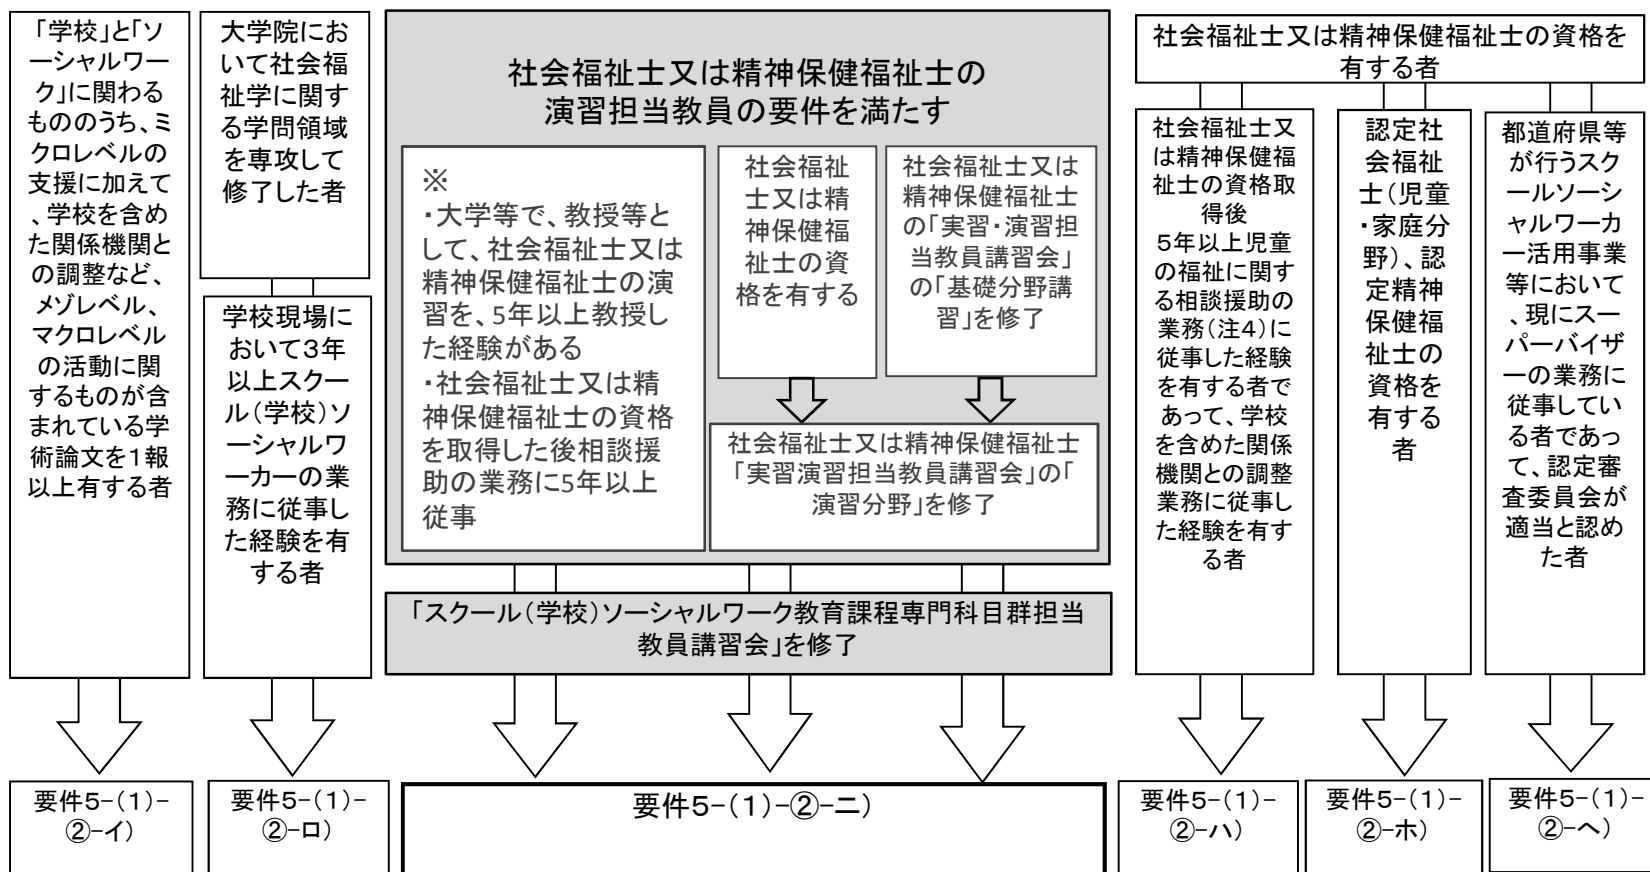 「学校」と「ソ
ーシャルワー
ク」に関わる
もののうち、ミ
クロレベルの
支援に加えて
、学校を含め
た関係機関と
の調整など、
メゾレベル、
マクロレベル
の活動に関
するものが含
まれている学
術論文を1報
以上有する者
大学院にお
いて社会福
祉学に関す
る学問領域
を専攻して
修了した者
学校現場に
おいて3年
以上スクー
ル(学校)ソ
ーシャルワ
ーカーの業
務に従事し
た経験を有
する者
社会福祉士又は精神保健福祉士の
演習担当教員の要件を満たす
※
・大学等で、教授等と
して、社会福祉士又は
精神保健福祉士の演
習を、5年以上教授し
た経験がある
・社会福祉士又は精
神保健福祉士の資格
を取得した後相談援
助の業務に5年以上
従事
社会福祉
士又は精
神保健福
祉士の資
格を有する
社会福祉士又は
精神保健福祉士
の「実習・演習担
当教員講習会」
の「基礎分野講
習」を修了
社会福祉士又は精神保健福祉士
「実習演習担当教員講習会」の「
演習分野」を修了
「スクール(学校)ソーシャルワーク教育課程専門科目群担当
教員講習会」を修了
社会福祉士又は精神保健福祉士の資格を
有する者
社会福祉士又
は精神保健福
祉士の資格取
得後
5年以上児童
の福祉に関す
る相談援助の
業務(注4)に
従事した経験
を有する者で
あって、学校
を含めた関係
機関との調整
業務に従事し
た経験を有す
る者
認定社
会福祉
士(児童
・家庭分
野)、認
定精神
保健福
祉士の
資格を
有する
者
都道府県等
が行うスク
ールソーシ
ャルワーカ
ー活用事業
等において
、現にスー
パーバイザ
ーの業務に
従事してい
る者であっ
て、認定審
査委員会が
適当と認め
た者
要件5-(1)-
②-イ)
要件5-(1)-
②-ロ)
要件5-(1)-②-ニ)
要件5-(1)-
②-ハ)
要件5-(1)-
②-ホ)
要件5-(1)-
②-ヘ)